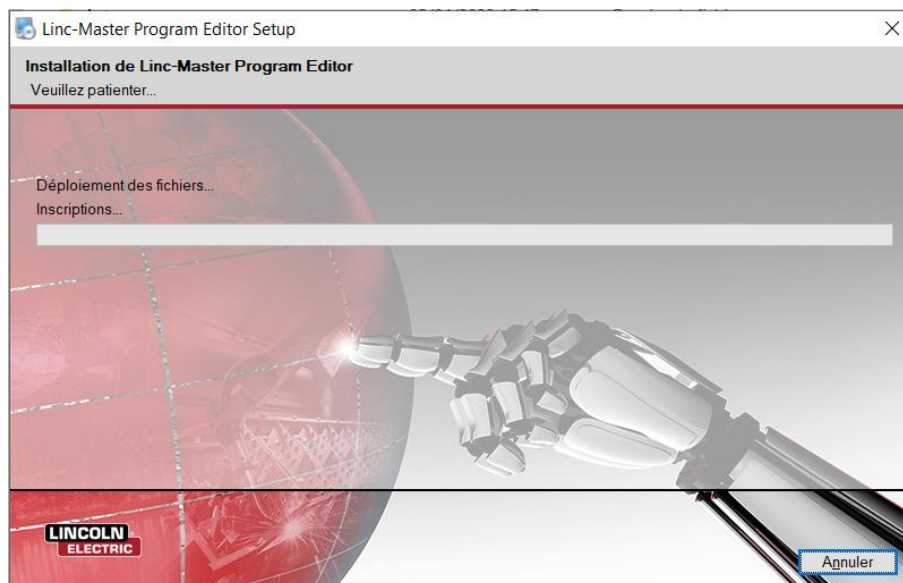 Linc-Master Program Editor Setup
Installation de Linc-Master Program Editor
Veuillez patienter...
Déploiement des fichiers...
Inscriptions...
LINCOLN
ELECTRIC
Annuler